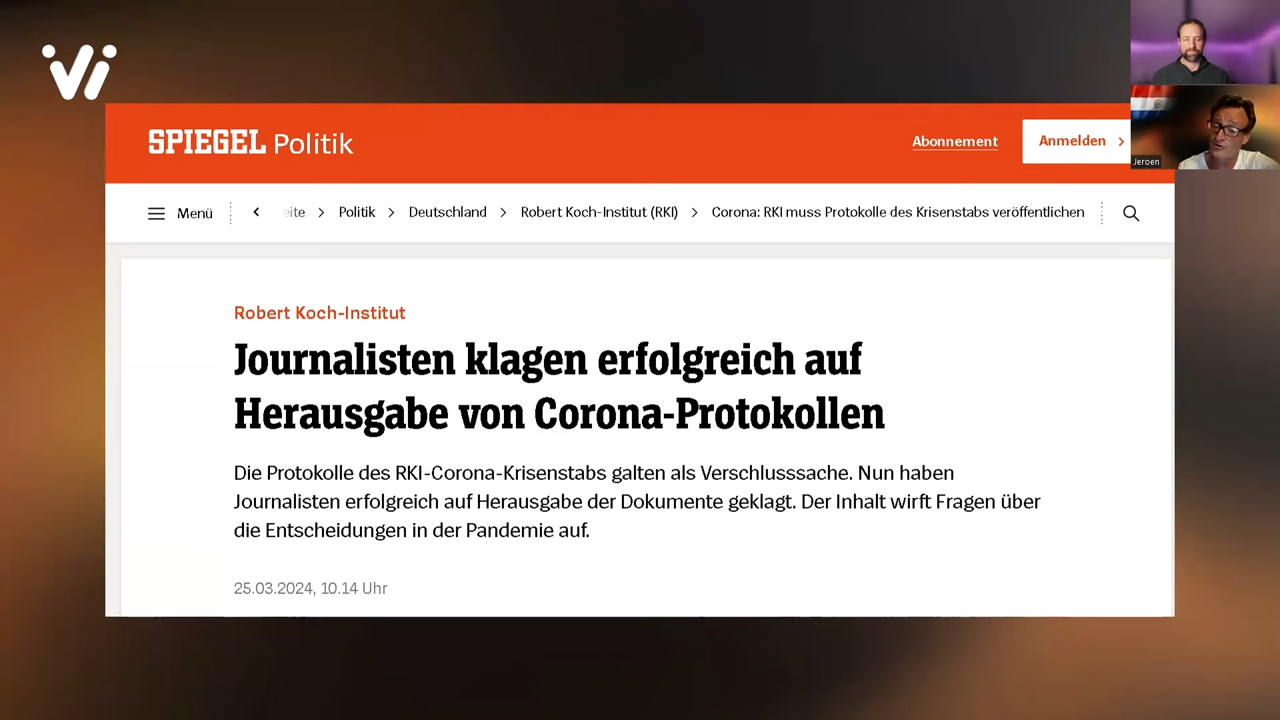 Vi
SPIEGEL Politik
Abonnement
Anmelden
Jeroen
Menü
eite > Politik > Deutschland > Robert Koch-Institut (RKI) > Corona: RKI muss Protokolle des Krisenstabs veröffentlichen
Robert Koch-Institut
Journalisten klagen erfolgreich auf
Herausgabe von Corona-Protokollen
Die Protokolle des RKI-Corona-Krisenstabs galten als Verschlusssache. Nun haben
Journalisten erfolgreich auf Herausgabe der Dokumente geklagt. Der Inhalt wirft Fragen über
die Entscheidungen in der Pandemie auf.
25.03.2024, 10.14 Uhr